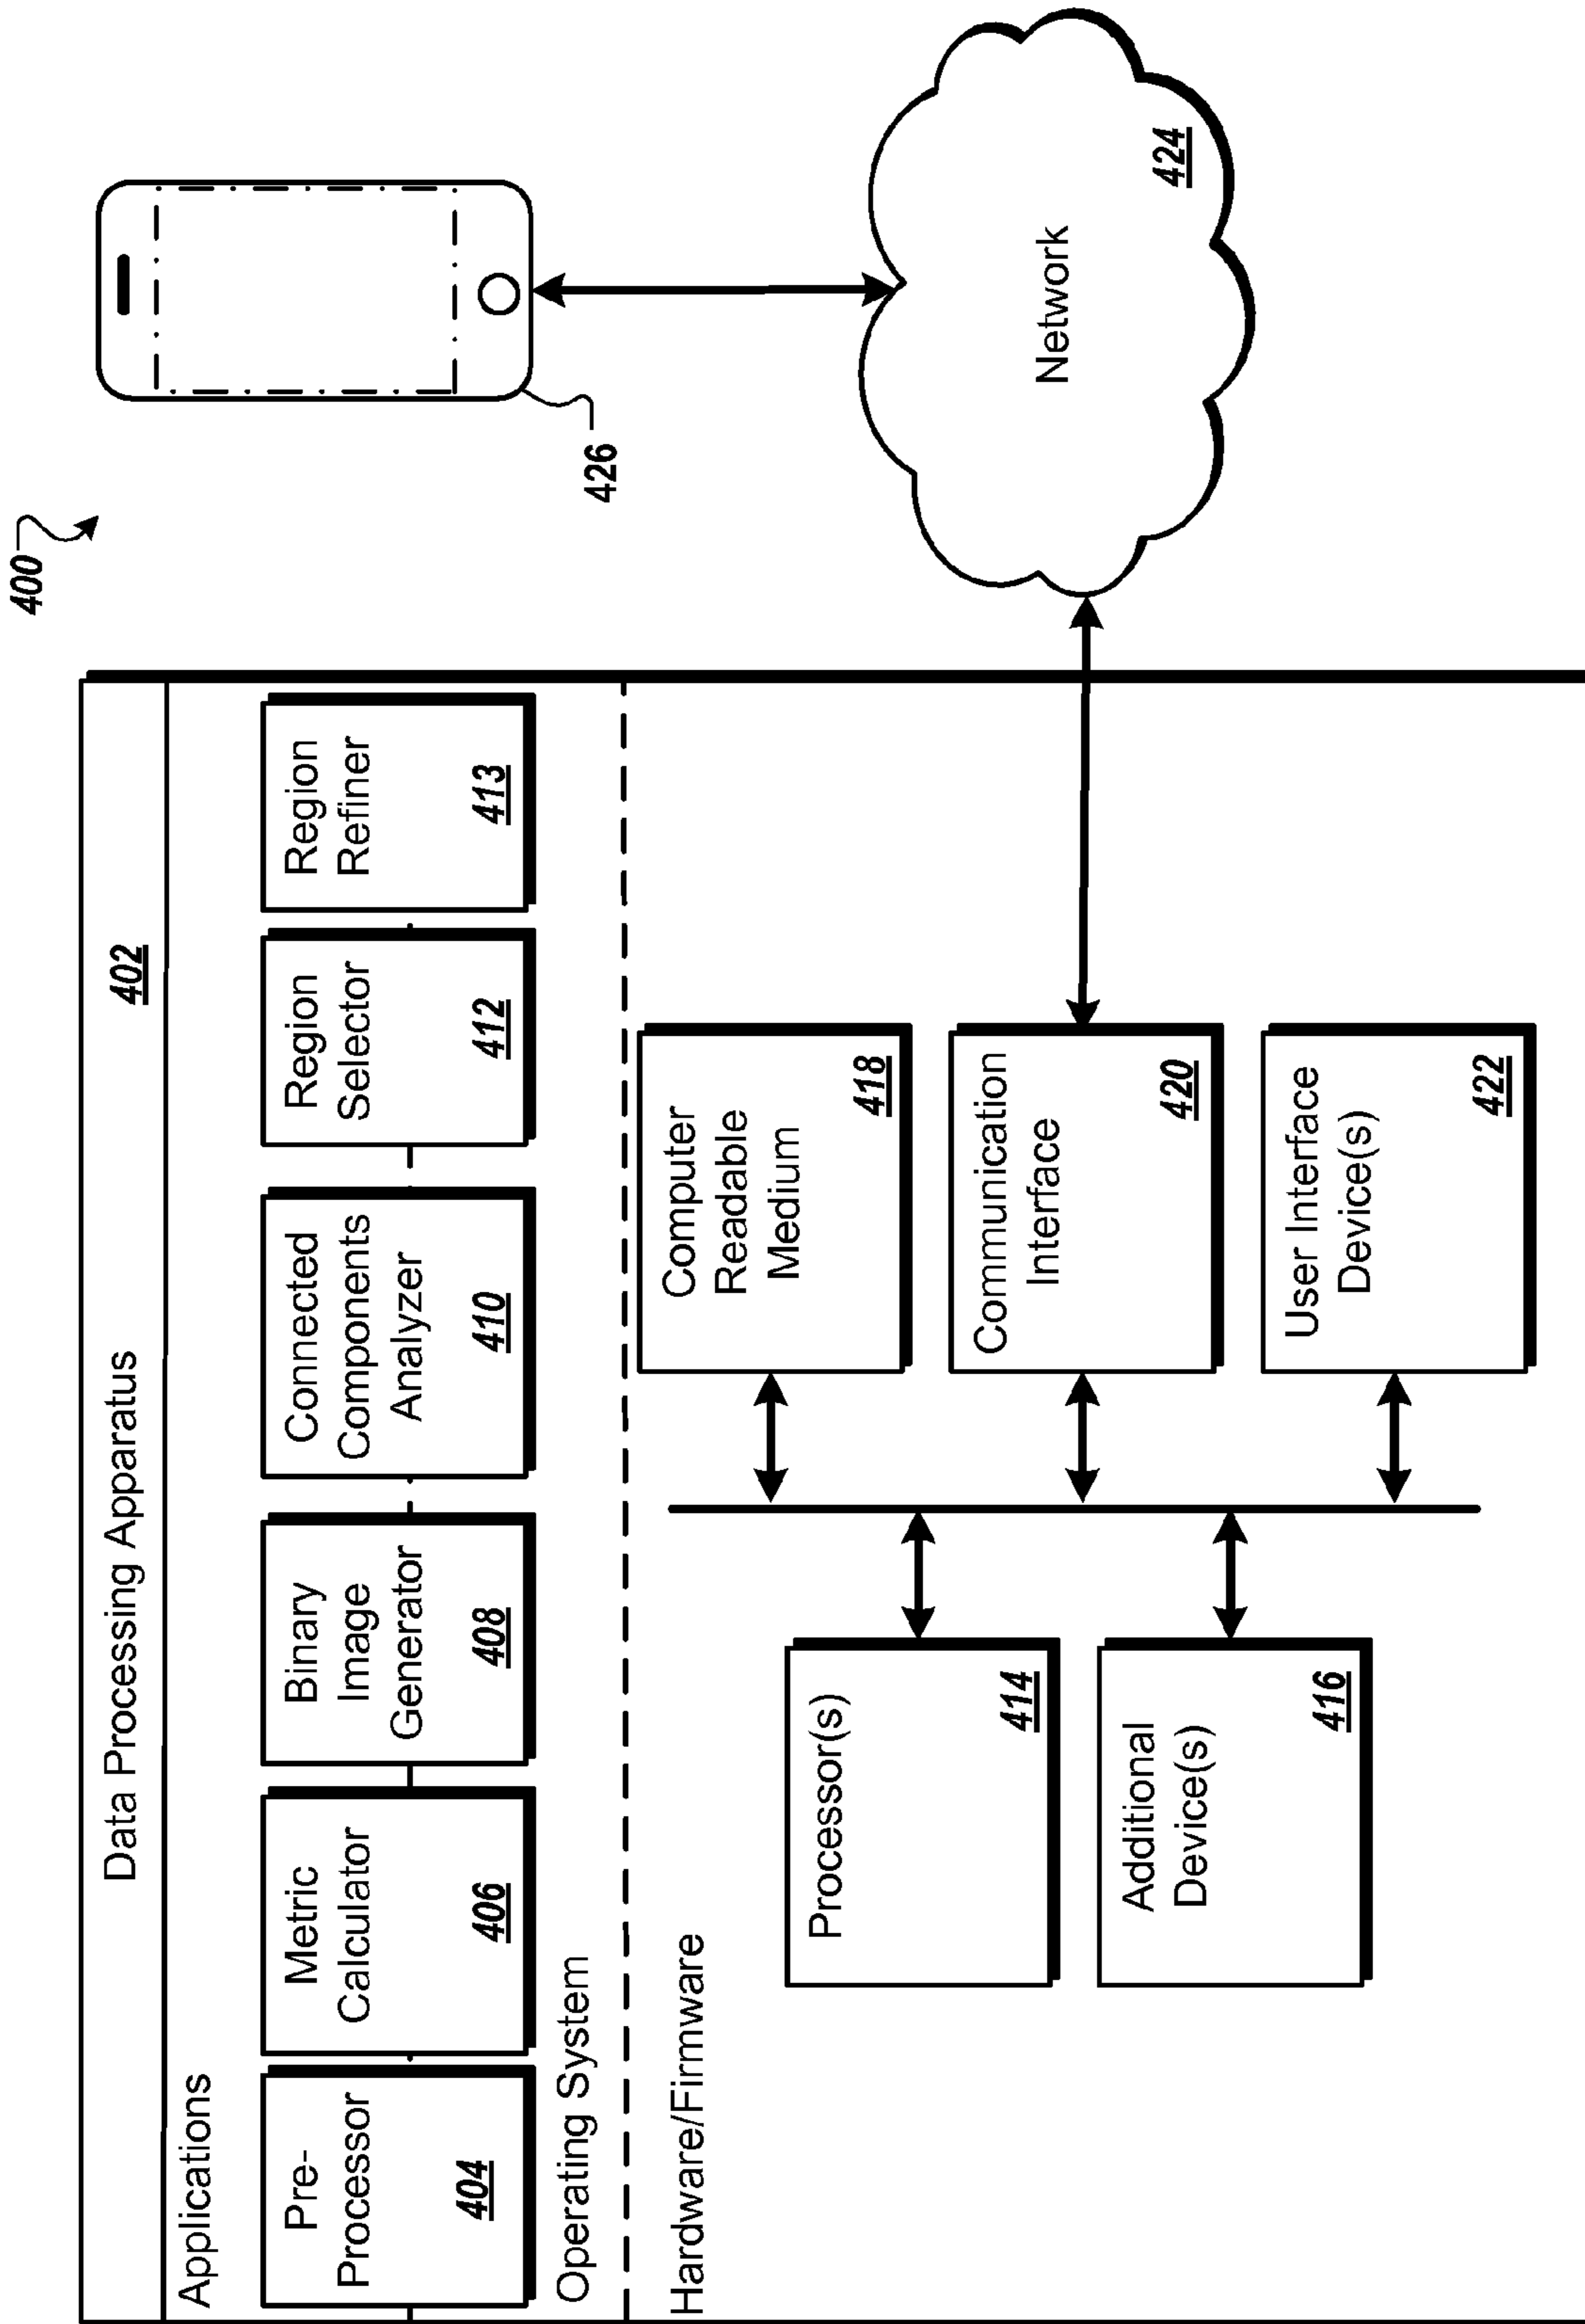 400
Data Processing Apparatus
402
Applications
Pre-
Processor
404
Metric
Calculator
406
Binary
Image
Generator
408
Connected
Components
Analyzer
410
Region
Selector
412
Region
Refiner
413
Operating System
Hardware/Firmware
Processor(s)
414
Additional
Device(s)
416
Computer
Readable
Medium
418
Communication
Interface
420
User Interface
Device(s)
422
426
Network
424